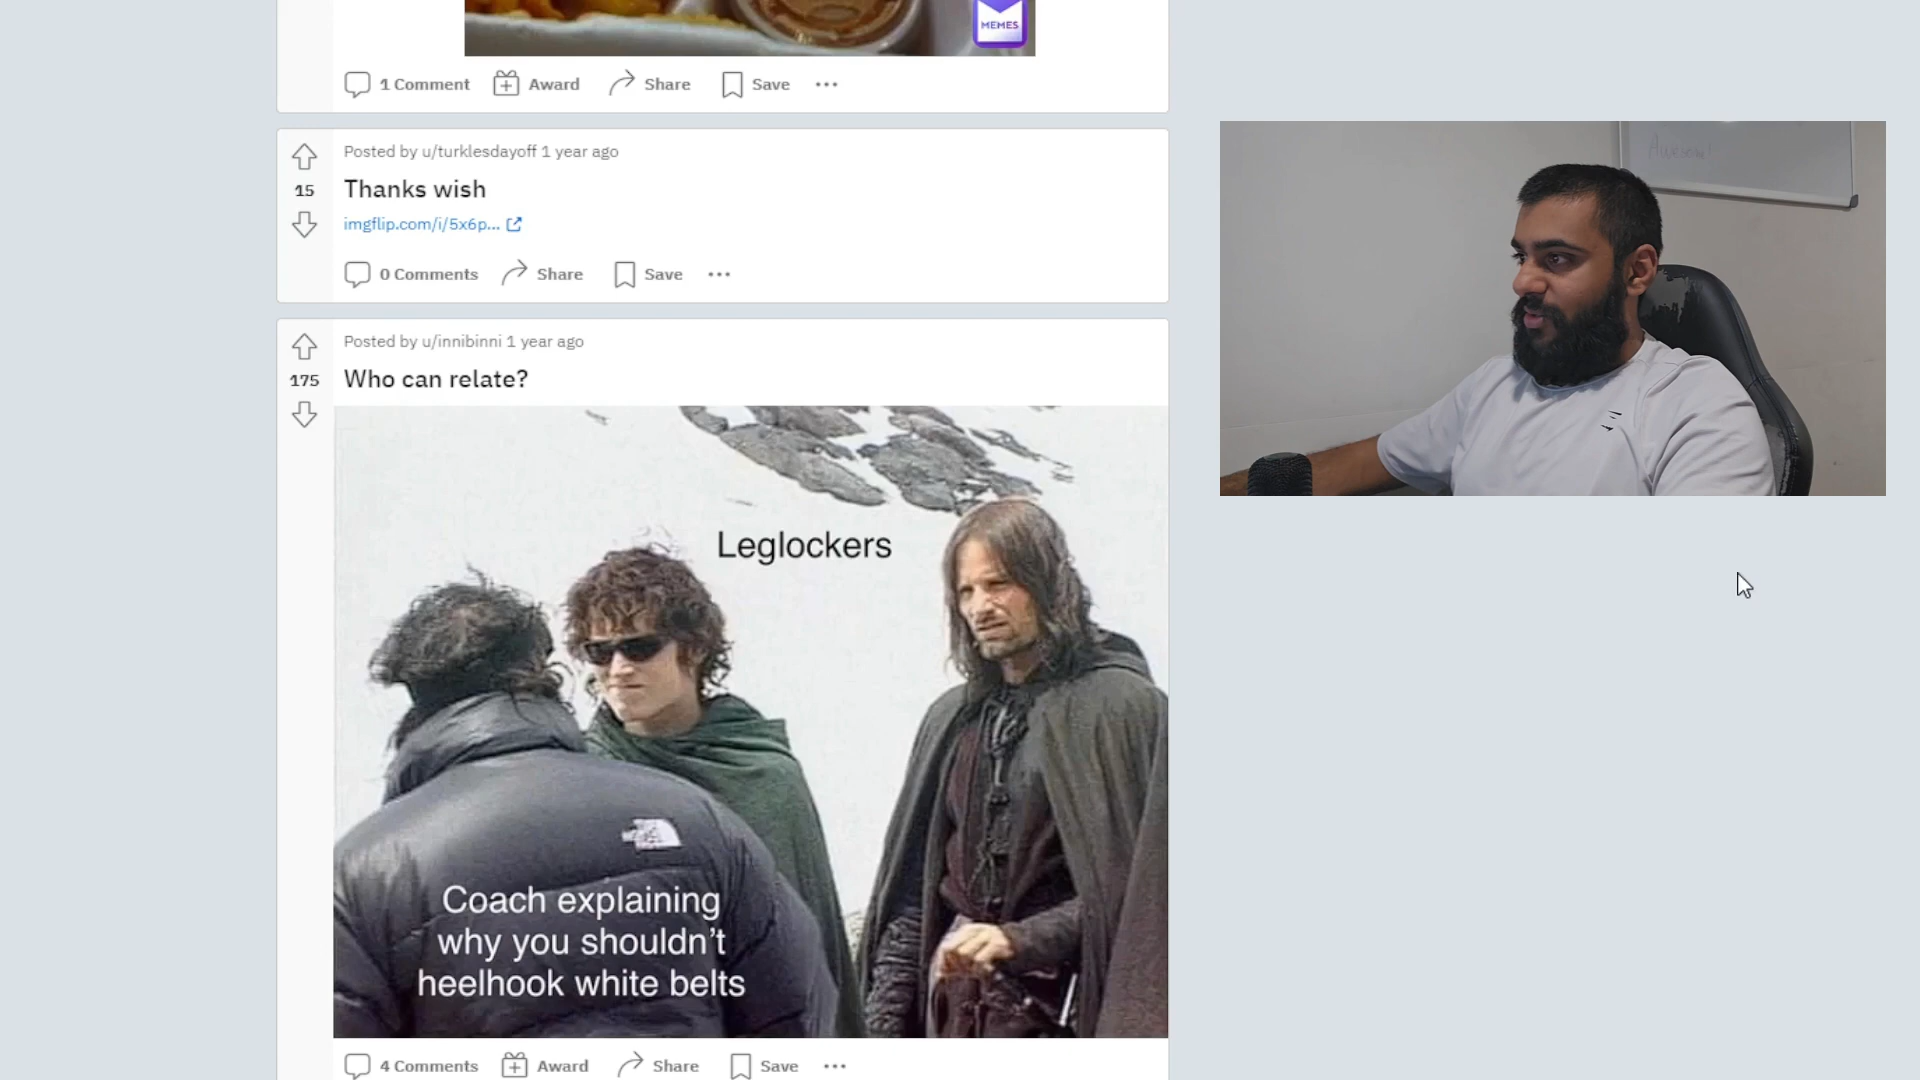 MEMES
1 Comment Award Share Save
Posted by u/turklesdayoff 1 year ago
15
Thanks wish
imgflip.com/i/5x6p...
0 Comments Share Save
Posted by u/innibinni 1 year ago
175
Who can relate?
Leglockers
Coach explaining
why you shouldn't
heelhook white belts
4 Comments Award Share Save
Awesome!